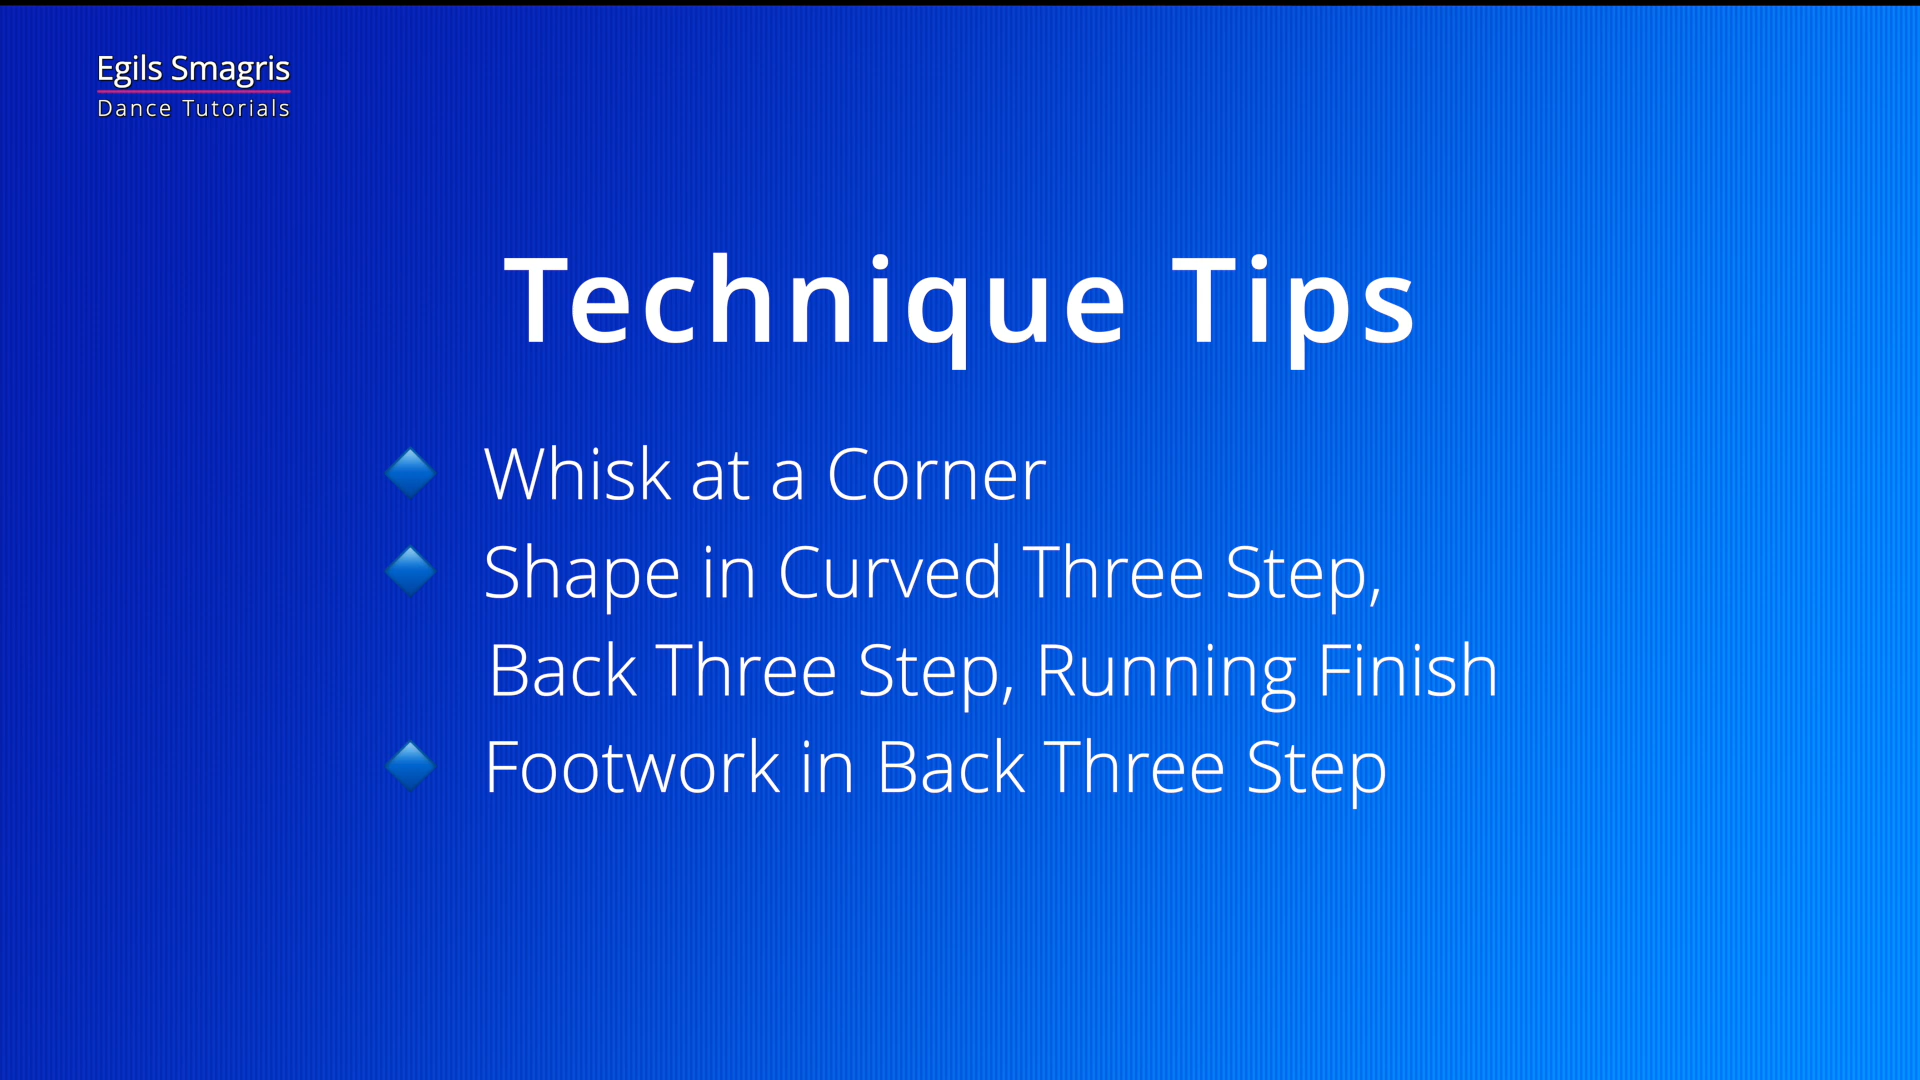 Egils Smagris
Dance Tutorials
Technique Tips
Whisk at a Corner
Shape in Curved Three Step,
Back Three Step, Running Finish
Footwork in Back Three Step